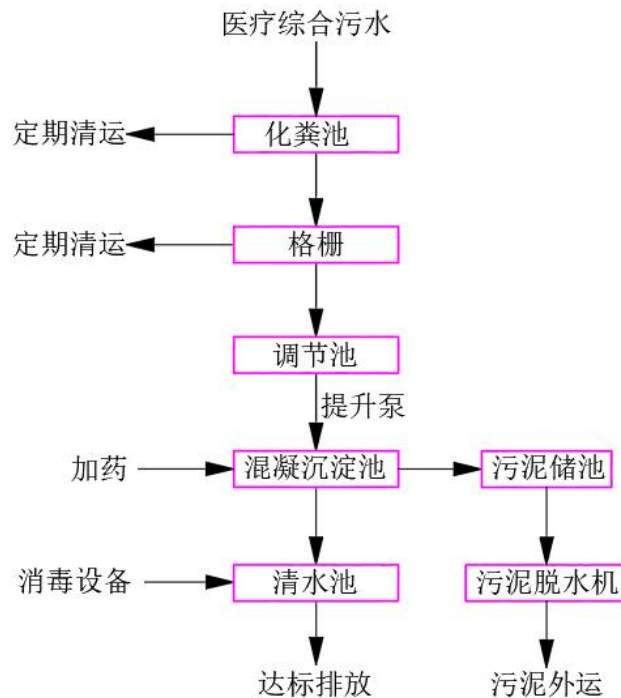 医疗综合污水
定期清运
化粪池
定期清运
格栅
调节池
提升泵
加药
混凝沉淀池
污泥储池
消毒设备
清水池
污泥脱水机
达标排放
污泥外运